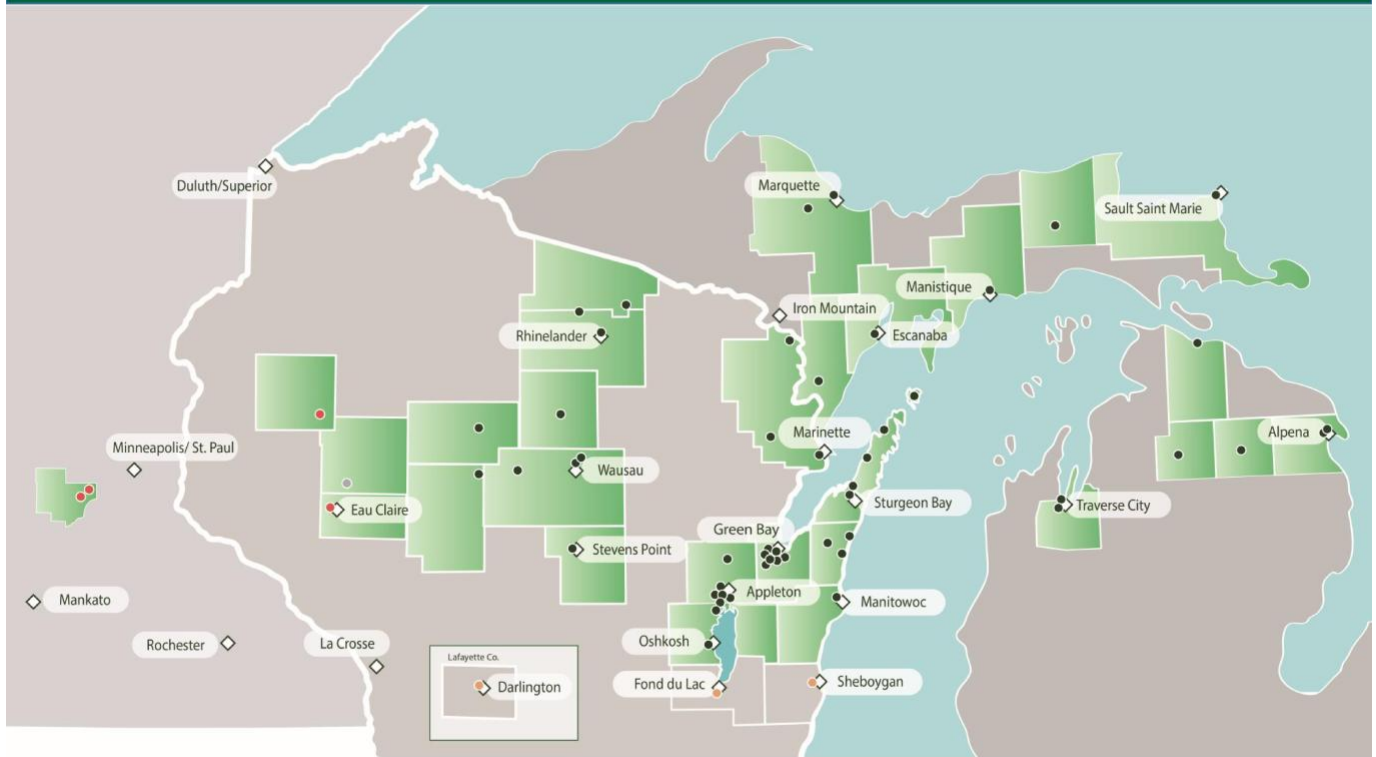 Duluth/Superior
Marquette
Sault Saint Marie
Manistique
Iron Mountain
Rhinelander
Escanaba
Minneapolis/ St. Paul
Marinette
Alpena
Wausau
Eau Claire
Sturgeon Bay
Traverse City
Green Bay
Stevens Point
Mankato
Appleton
Manitowoc
Rochester
La Crosse
Oshkosh
Lafayette Co.
Darlington
Fond du Lac
Sheboygan